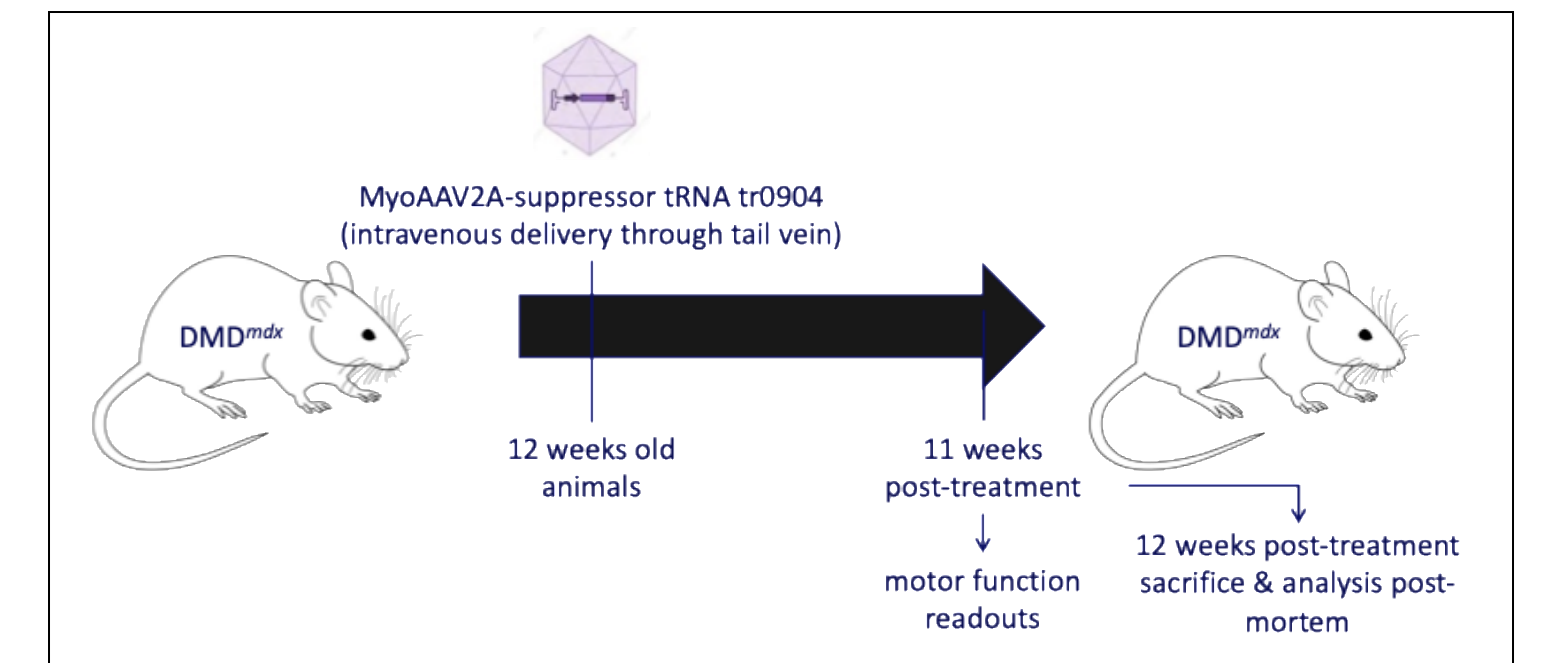 MyoAAV2A-suppressor tRNA tr0904
(intravenous delivery through tail vein)
DMDmdx
DMDmdx
12 weeks old
animals
11 weeks
post-treatment
motor function
readouts
12 weeks post-treatment
sacrifice & analysis post-
mortem